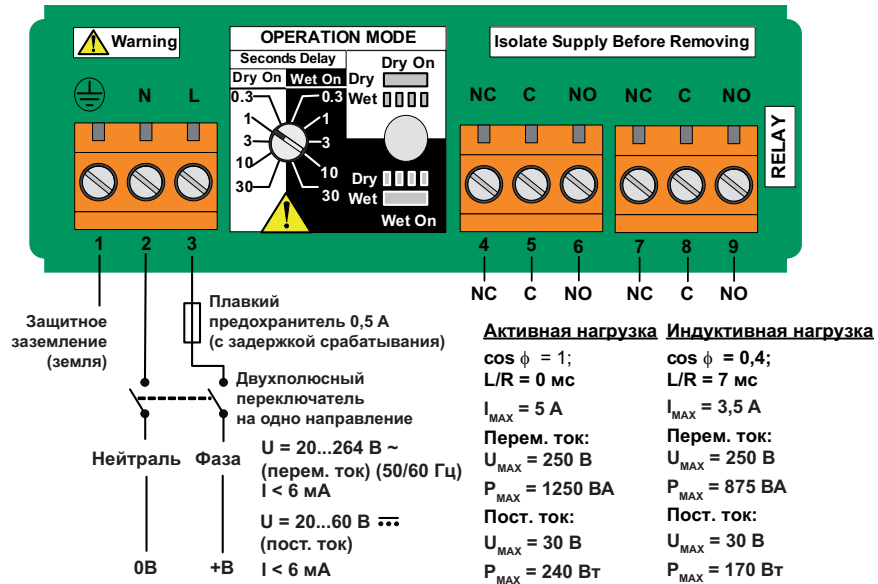 Warning
OPERATION MODE
Isolate Supply Before Removing
Seconds Delay
Dry On
Wet On
0.3
0.3
1
1
3
3
10
10
30
30
Dry On
Dry
Wet
Dry
Wet
Wet On
N
L
NC
C
NO
NC
C
NO
RELAY
1
2
3
4
5
6
7
8
9
NC
C
NO
NC
C
NO
Защитное
заземление
(земля)
Плавкий
предохранитель 0,5 А
(с задержкой срабатывания)
Двухполюсный
переключатель
на одно направление
Нейтраль
Фаза
0В
+В
U = 20...264 В ~
(перем. ток) (50/60 Гц)
I < 6 мА
U = 20...60 В
(пост. ток)
I < 6 мА
Активная нагрузка
cos ϕ = 1;
L/R = 0 мс
IMAX = 5 А
Перем. ток:
UMAX = 250 В
PMAX = 1250 ВА
Пост. ток:
UMAX = 30 В
PMAX = 240 Вт
Индуктивная нагрузка
cos ϕ = 0,4;
L/R = 7 мс
IMAX = 3,5 А
Перем. ток:
UMAX = 250 В
PMAX = 875 ВА
Пост. ток:
UMAX = 30 В
PMAX = 170 Вт